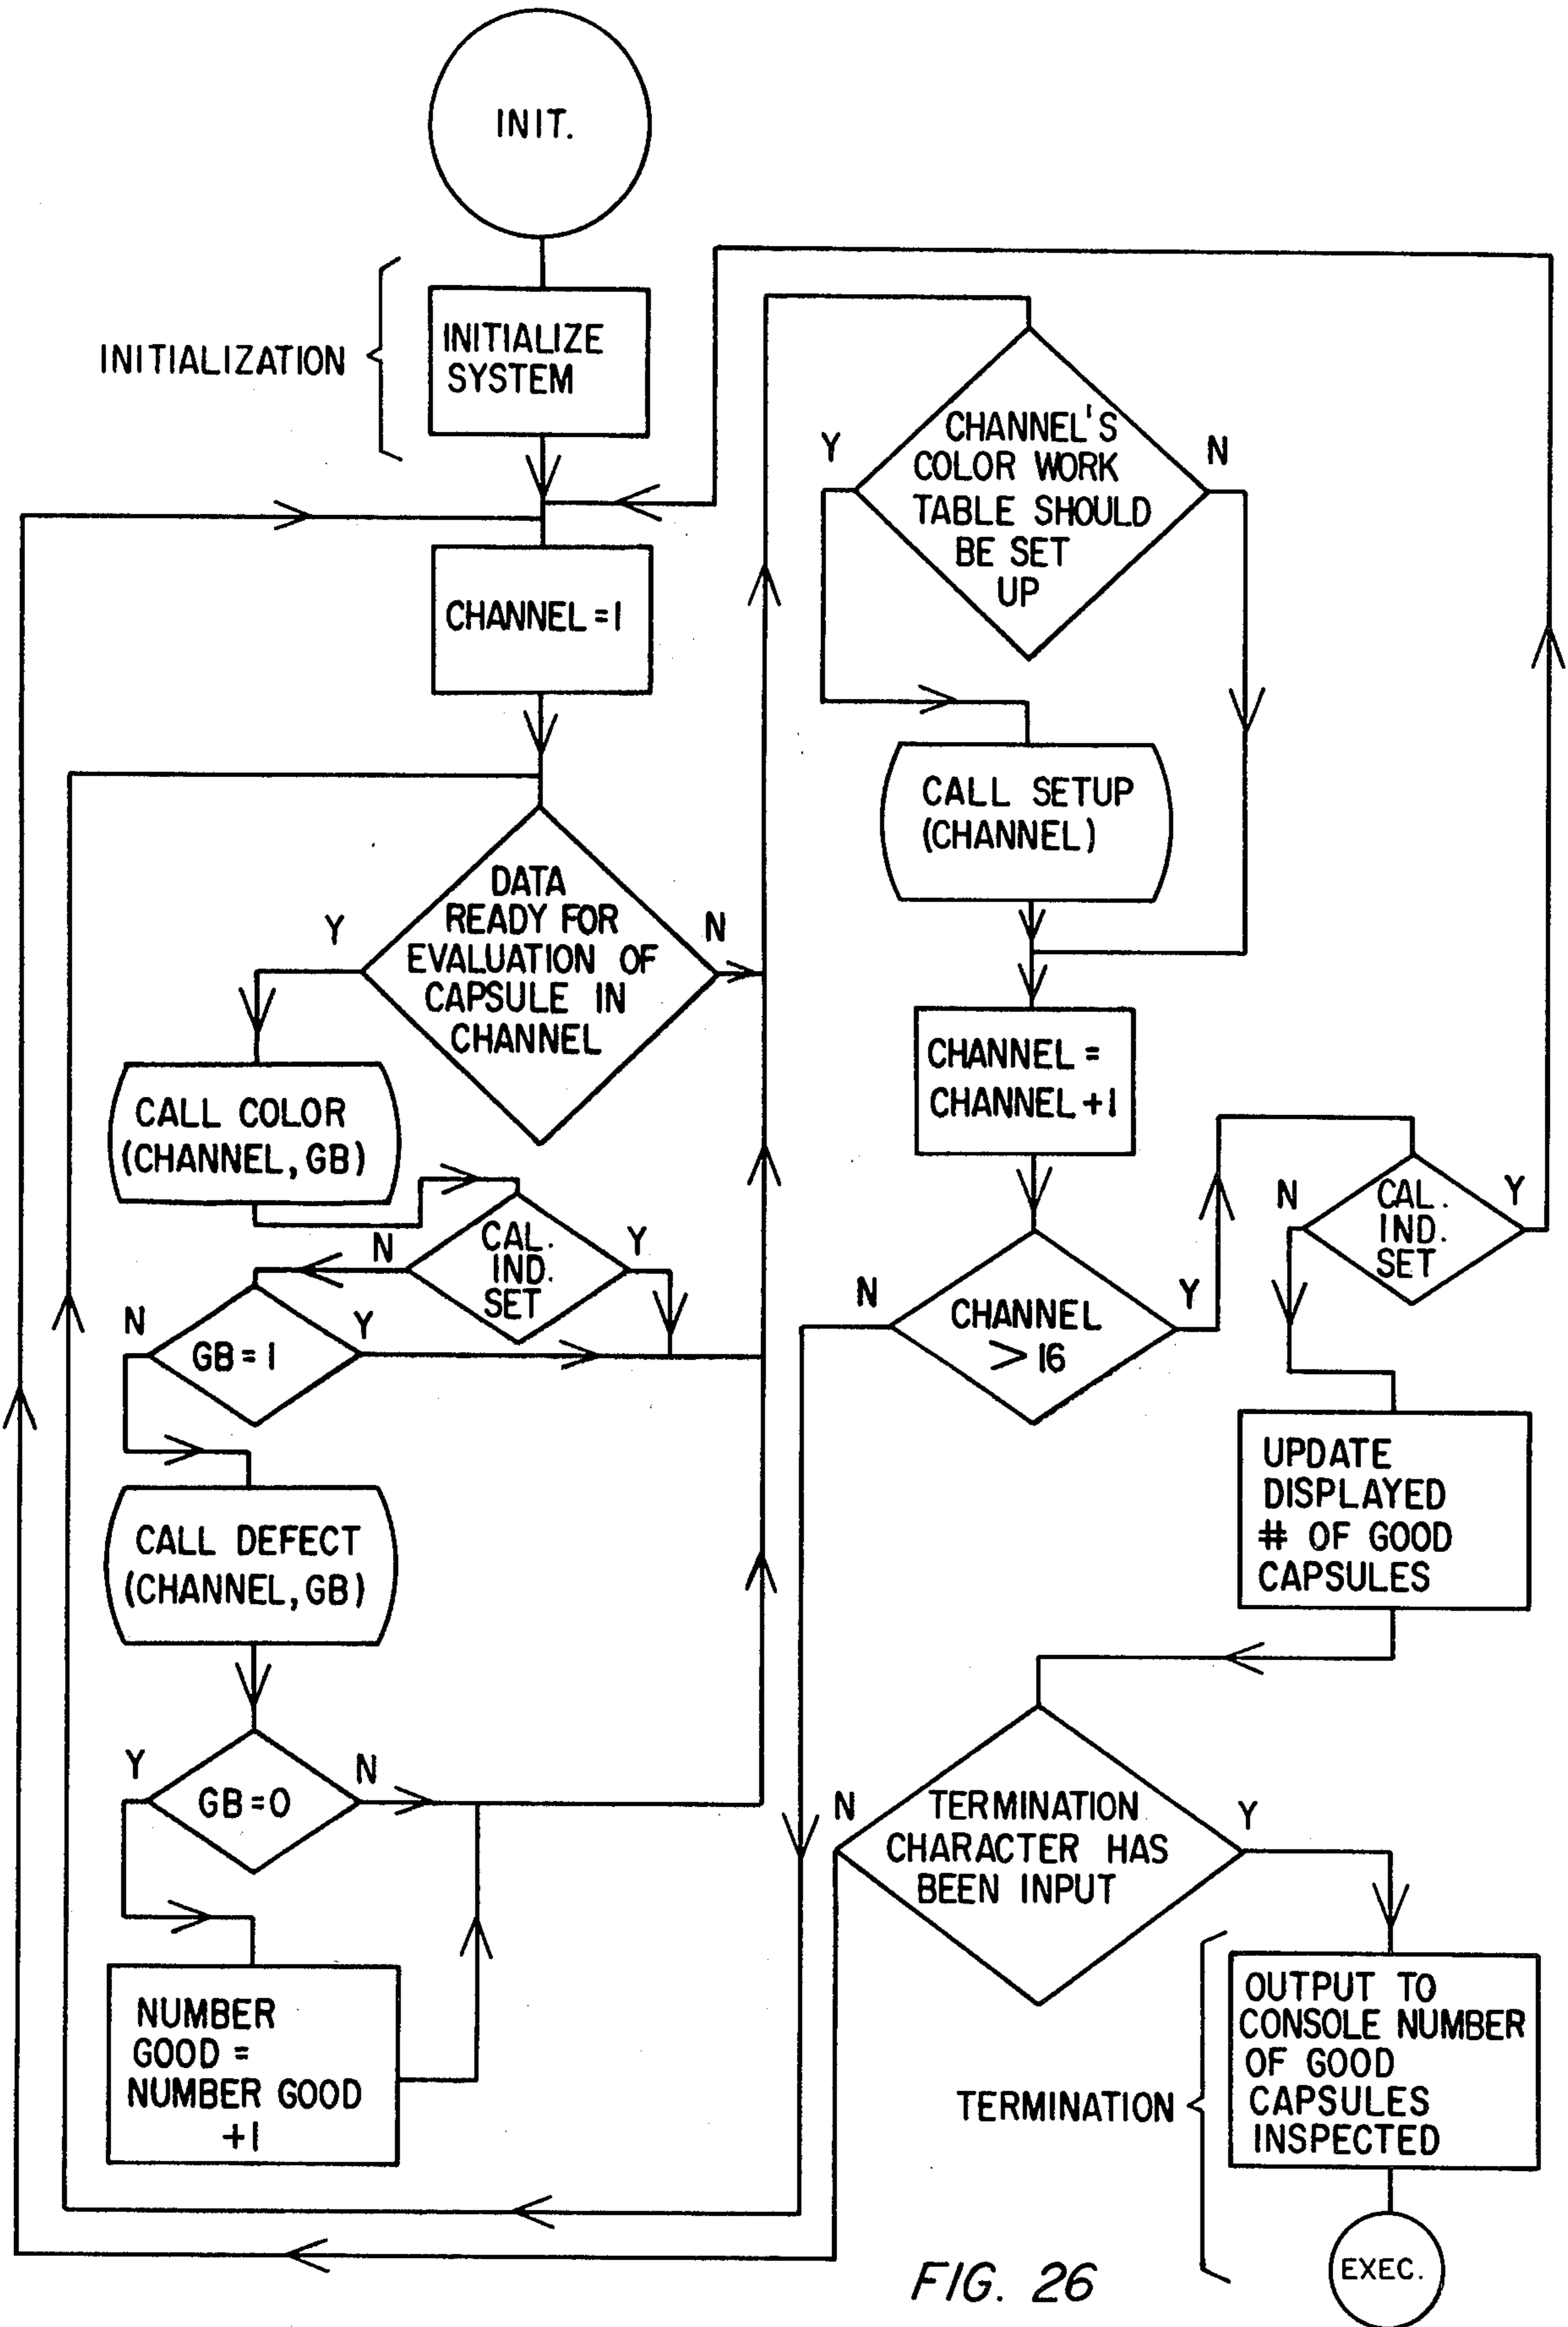 INIT.
INITIALIZATION
INITIALIZE
SYSTEM
CHANNEL = 1
DATA
READY FOR
EVALUATION OF
CAPSULE IN
CHANNEL
Y
N
CALL COLOR
(CHANNEL, GB)
CAL.
IND.
SET
N
Y
GB = 1
N
Y
CALL DEFECT
(CHANNEL, GB)
GB = 0
Y
N
NUMBER
GOOD =
NUMBER GOOD
+1
CHANNEL'S
COLOR WORK
TABLE SHOULD
BE SET
UP
Y
N
CALL SETUP
(CHANNEL)
CHANNEL =
CHANNEL +1
CHANNEL
> 16
N
Y
CAL.
IND.
SET
N
Y
UPDATE
DISPLAYED
# OF GOOD
CAPSULES
TERMINATION
CHARACTER HAS
BEEN INPUT
N
Y
TERMINATION
OUTPUT TO
CONSOLE NUMBER
OF GOOD
CAPSULES
INSPECTED
EXEC.
FIG. 26